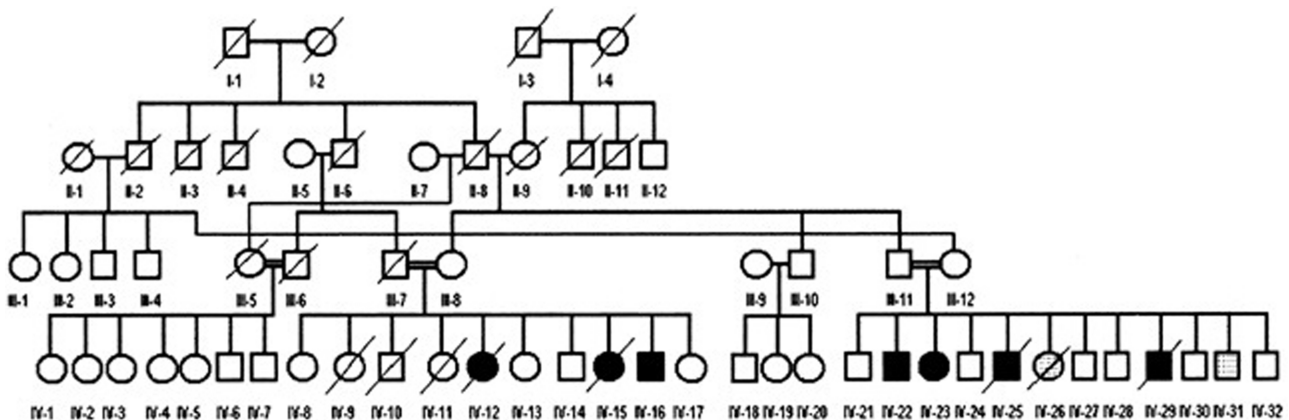 I-1 I-2 I-3 I-4
II-1 II-2 II-3 II-4 II-5 II-6 II-7 II-8 II-9 II-10 II-11 II-12
III-1 III-2 III-3 III-4 III-5 III-6 III-7 III-8 III-9 III-10 III-11 III-12
IV-1 IV-2 IV-3 IV-4 IV-5 IV-6 IV-7 IV-8 IV-9 IV-10 IV-11 IV-12 IV-13 IV-14 IV-15 IV-16 IV-17 IV-18 IV-19 IV-20 IV-21 IV-22 IV-23 IV-24 IV-25 IV-26 IV-27 IV-28 IV-29 IV-30 IV-31 IV-32